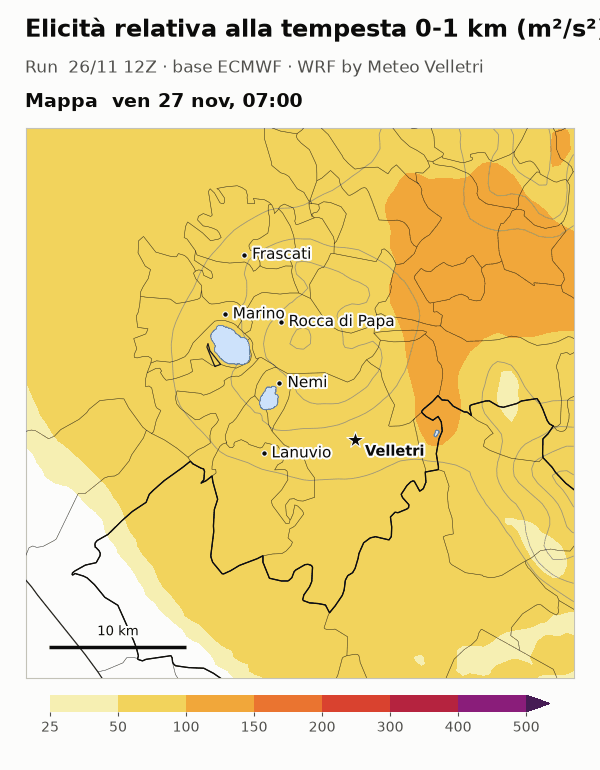 Elicità relativa alla tempesta 0-1 km (m²/s²)
Run  26/11 12Z · base ECMWF · WRF by Meteo Velletri
Mappa  ven 27 nov, 07:00
Frascati
Marino
Rocca di Papa
Nemi
Velletri
Lanuvio
10 km
25 50 100 150 200 300 400 500